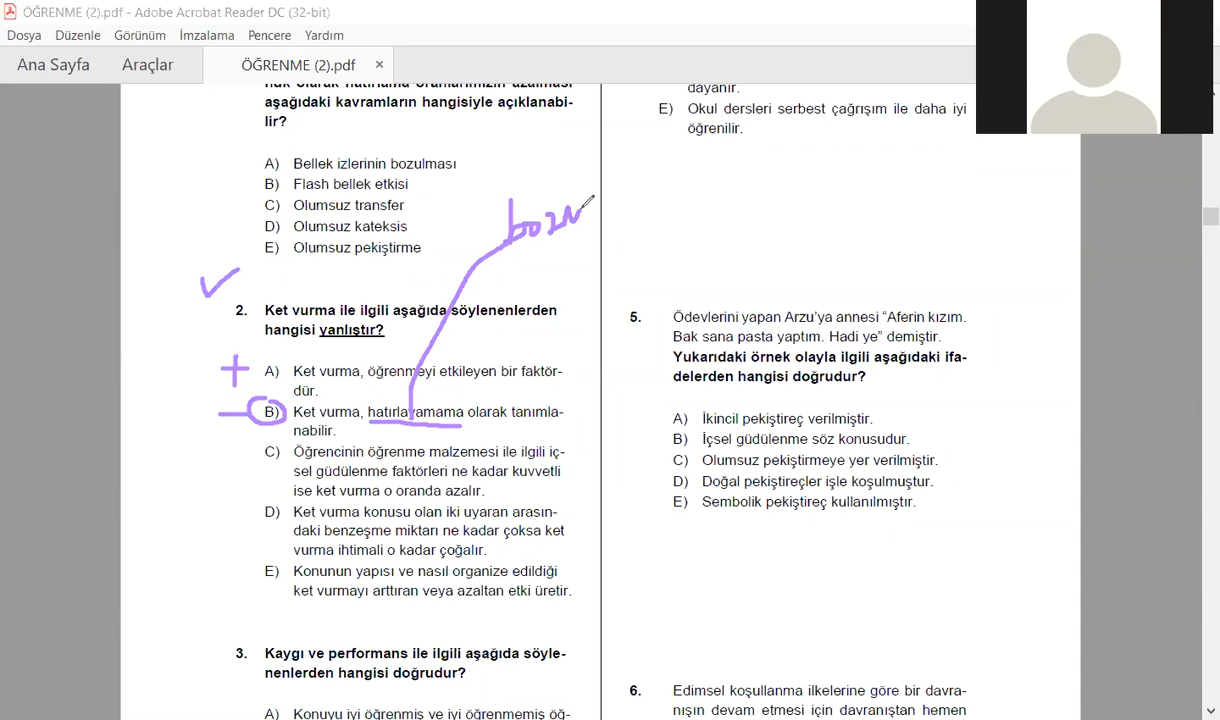 ÖĞRENME (2).pdf - Adobe Acrobat Reader DC (32-bit)
Dosya Düzenle Görünüm İmzalama Pencere Yardım
Ana Sayfa Araçlar ÖĞRENME (2).pdf ×
nuk olarak hatırlama oranlarımızın azalması
aşağıdaki kavramların hangisiyle açıklanabi-
lir?
A) Bellek izlerinin bozulması
B) Flash bellek etkisi
C) Olumsuz transfer
D) Olumsuz kateksis
E) Olumsuz pekiştirme
2. Ket vurma ile ilgili aşağıda söylenenlerden
hangisi yanlıştır?
A) Ket vurma, öğrenmeyi etkileyen bir faktör-
dür.
B) Ket vurma, hatırlayamama olarak tanımla-
nabilir.
C) Öğrencinin öğrenme malzemesi ile ilgili iç-
sel güdülenme faktörleri ne kadar kuvvetli
ise ket vurma o oranda azalır.
D) Ket vurma konusu olan iki uyaran arasın-
daki benzeşme miktarı ne kadar çoksa ket
vurma ihtimali o kadar çoğalır.
E) Konunun yapısı ve nasıl organize edildiği
ket vurmayı arttıran veya azaltan etki üretir.
3. Kaygı ve performans ile ilgili aşağıda söyle-
nenlerden hangisi doğrudur?
A) Konuyu iyi öğrenmiş ve iyi öğrenmemiş öğ-
bozu
dayanır.
E) Okul dersleri serbest çağrışım ile daha iyi
öğrenilir.
5. Ödevlerini yapan Arzu’ya annesi “Aferin kızım.
Bak sana pasta yaptım. Hadi ye” demiştir.
Yukarıdaki örnek olayla ilgili aşağıdaki ifa-
delerden hangisi doğrudur?
A) İkincil pekiştireç verilmiştir.
B) İçsel güdülenme söz konusudur.
C) Olumsuz pekiştirmeye yer verilmiştir.
D) Doğal pekiştireçler işle koşulmuştur.
E) Sembolik pekiştireç kullanılmıştır.
6. Edimsel koşullanma ilkelerine göre bir davra-
nışın devam etmesi için davranıştan hemen